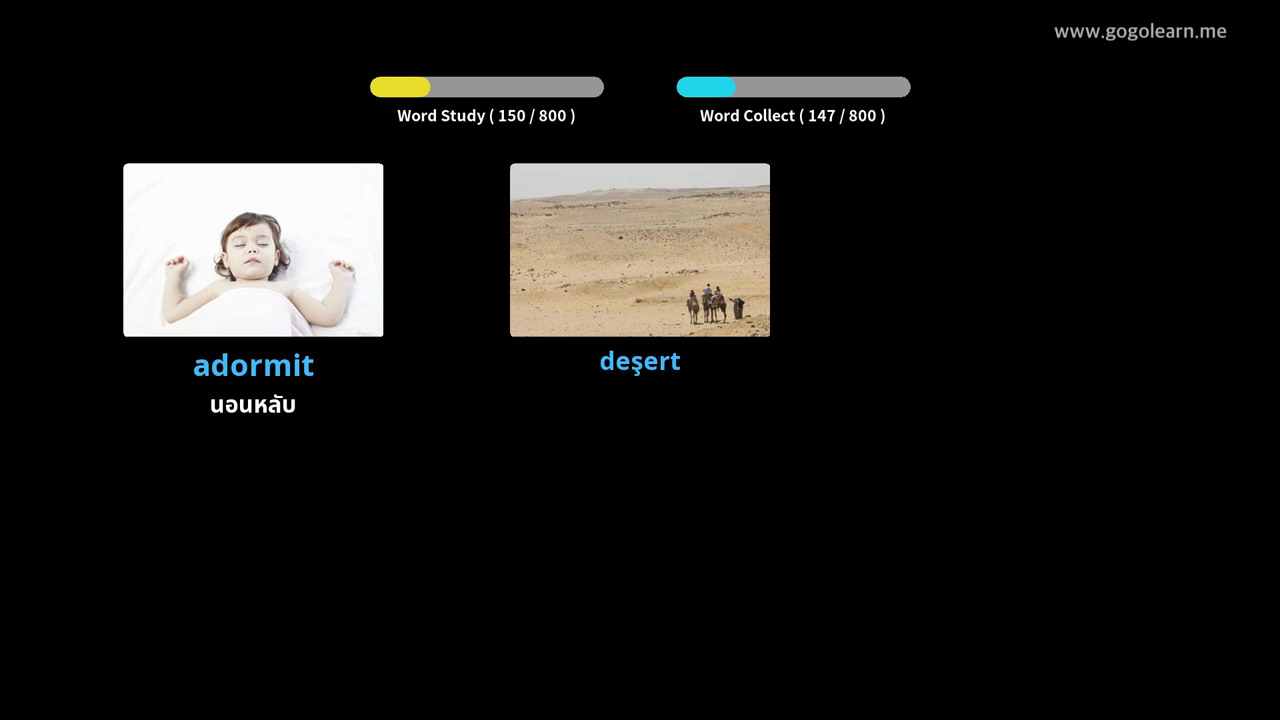 www.gogolearn.me
Word Study ( 150 / 800 )
Word Collect ( 147 / 800 )
adormit
นอนหลับ
deşert